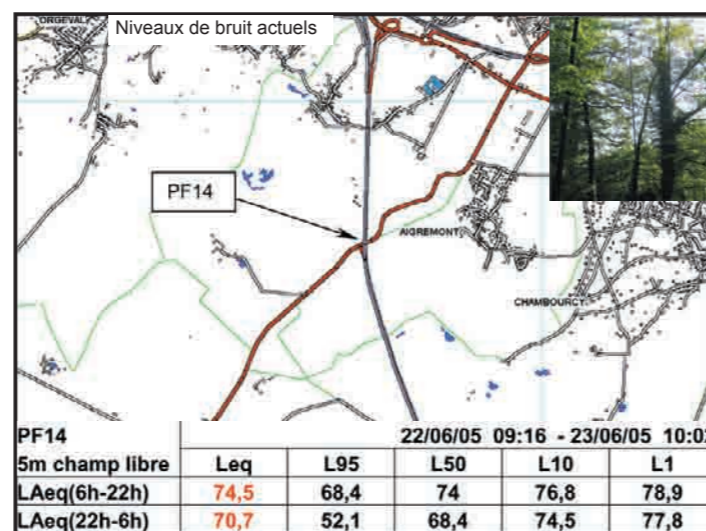 ORGEVAL
Niveaux de bruit actuels
PF14
AIGREMONT
CHAMBOURCY
PF14 22/06/05 09:16 - 23/06/05 10:02
5m champ libre Leq L95 L50 L10 L1
LAeq(6h-22h) 74,5 68,4 74 76,8 78,9
LAeq(22h-6h) 70,7 52,1 68,4 74,5 77,8